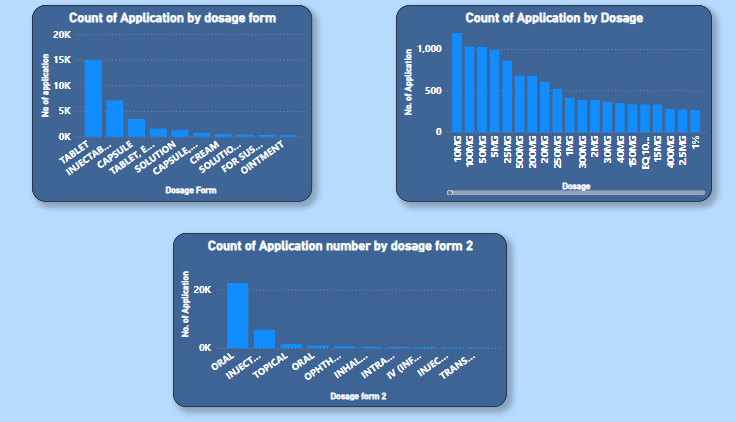 Count of Application by dosage form
No of application
20K
15K
10K
5K
0K
TABLET
INJECTAB...
CAPSULE
TABLET, E...
SOLUTION
CAPSULE,...
CREAM
SOLUTIO...
FOR SUS...
OINTMENT
Dosage Form
Count of Application by Dosage
No. of Application
1,000
500
0
10MG
100MG
50MG
5MG
25MG
500MG
200MG
20MG
250MG
1MG
300MG
2MG
30MG
40MG
150MG
EQ 10...
15MG
400MG
2.5MG
1%
Dosage
Count of Application number by dosage form 2
No. of Application
20K
0K
ORAL
INJECT...
TOPICAL
ORAL
OPHTH...
INHAL...
INTRA...
IV (INF...
INJEC...
TRANS...
Dosage form 2